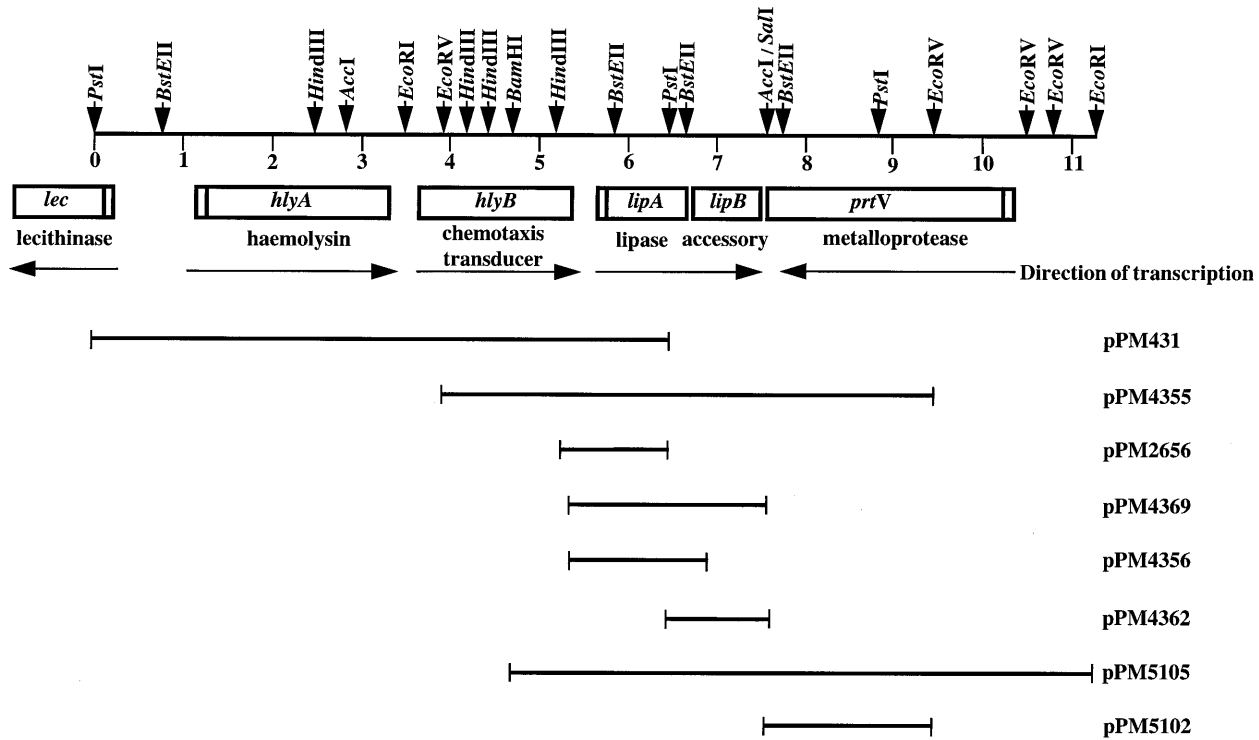 PstI
BstEII
HindIII
AccI
EcoRI
EcoRV
HindIII
HindIII
BamHI
HindIII
BstEII
PstI
BstEII
AccI / SalI
BstEII
PstI
EcoRV
EcoRV
EcoRV
EcoRI
0 1 2 3 4 5 6 7 8 9 10 11
lec hlyA hlyB lipA lipB prtV
lecithinase haemolysin chemotaxis transducer lipase accessory metalloprotease
Direction of transcription
pPM431
pPM4355
pPM2656
pPM4369
pPM4356
pPM4362
pPM5105
pPM5102